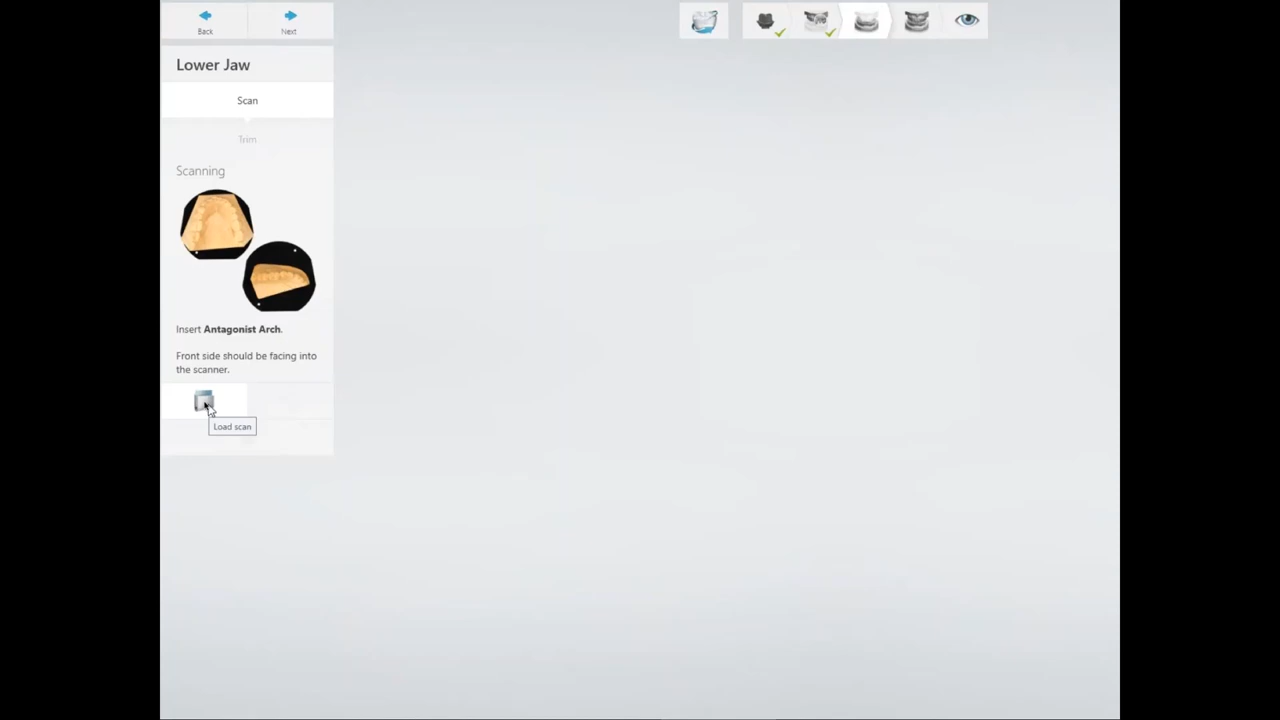 Back
Next
Lower Jaw
Scan
Trim
Scanning
Insert Antagonist Arch.
Front side should be facing into
the scanner.
Load scan